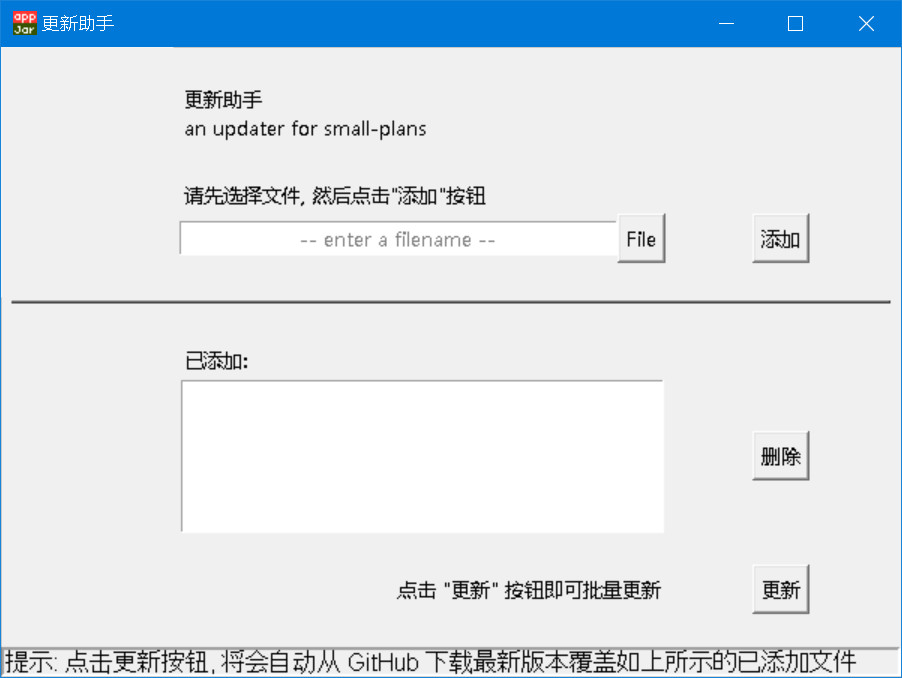 app
Jar
更新助手
更新助手
an updater for small-plans
请先选择文件, 然后点击"添加"按钮
-- enter a filename --
File
添加
已添加:
删除
点击 "更新" 按钮即可批量更新
更新
提示: 点击更新按钮, 将会自动从 GitHub 下载最新版本覆盖如上所示的已添加文件